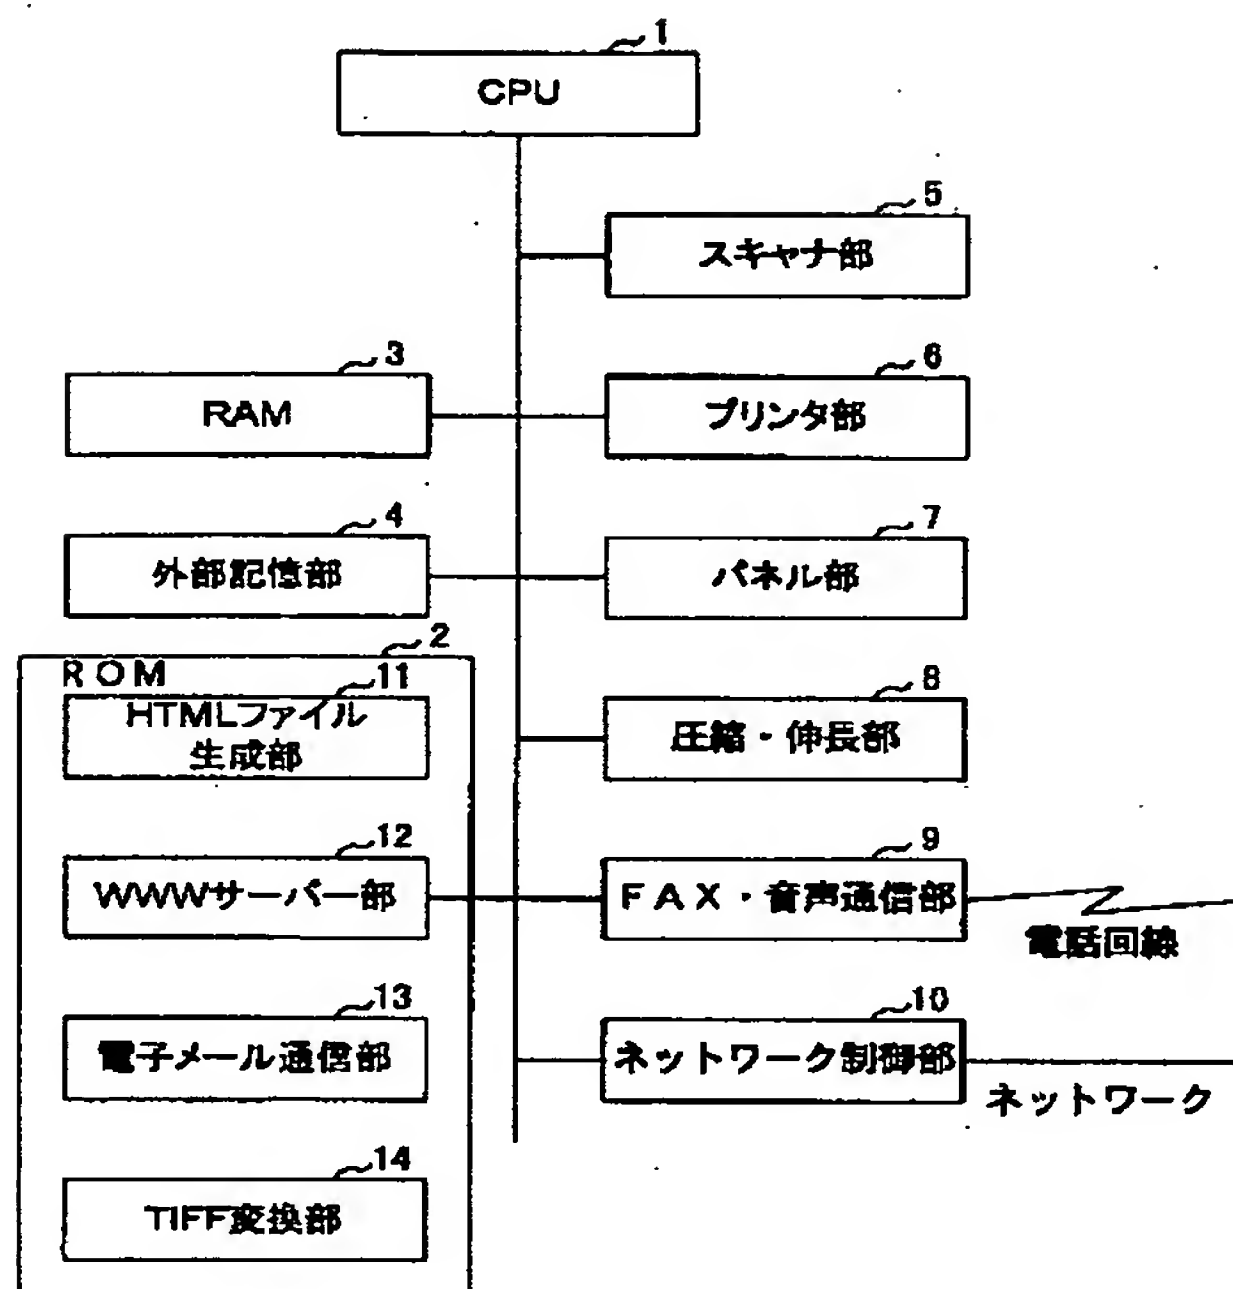 1
CPU
5
スキャナ部
3
RAM
6
プリンタ部
4
外部記憶部
7
パネル部
2
ROM
11
HTMLファイル
生成部
8
圧縮・伸長部
12
WWWサーバー部
9
FAX・音声通信部
電話回線
13
電子メール通信部
10
ネットワーク制御部
ネットワーク
14
TIFF変換部